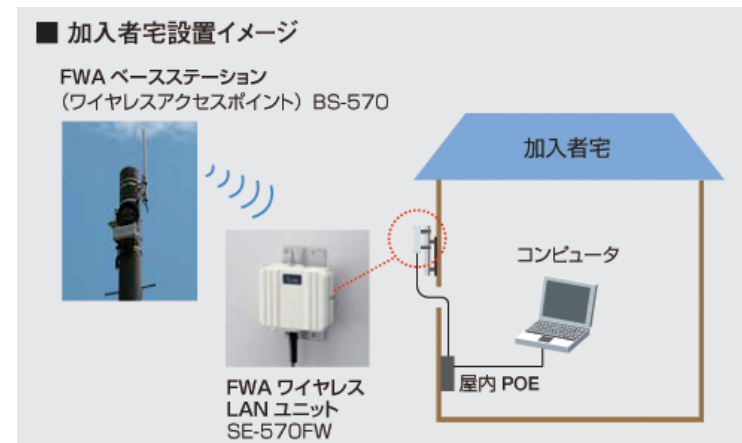 ■ 加入者宅設置イメージ
FWA ベースステーション
（ワイヤレスアクセスポイント）BS-570
加入者宅
コンピュータ
屋内 POE
FWA ワイヤレス
LAN ユニット
SE-570FW